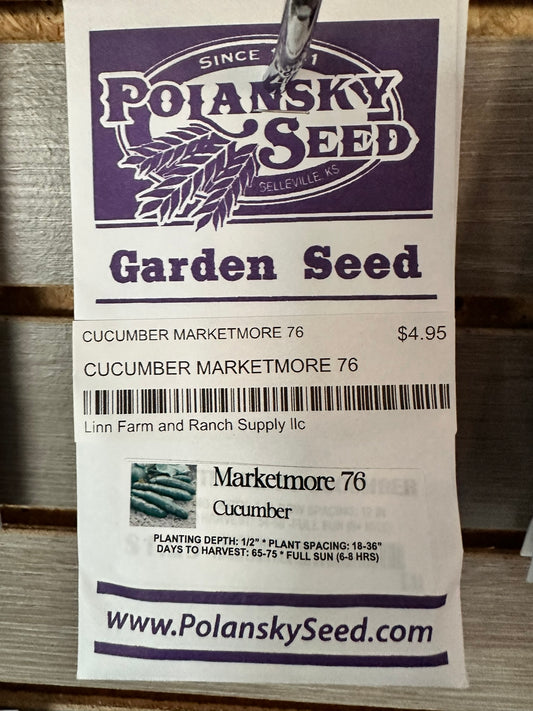 SINCE
POLANSKY
SEED
BELLEVILLE, KS
Garden Seed
CUCUMBER MARKETMORE 76 $4.95
CUCUMBER MARKETMORE 76
Linn Farm and Ranch Supply llc
Marketmore 76
Cucumber
PLANTING DEPTH: 1/2" * PLANT SPACING: 18-36"
DAYS TO HARVEST: 65-75 * FULL SUN (6-8 HRS)
www.PolanskySeed.com